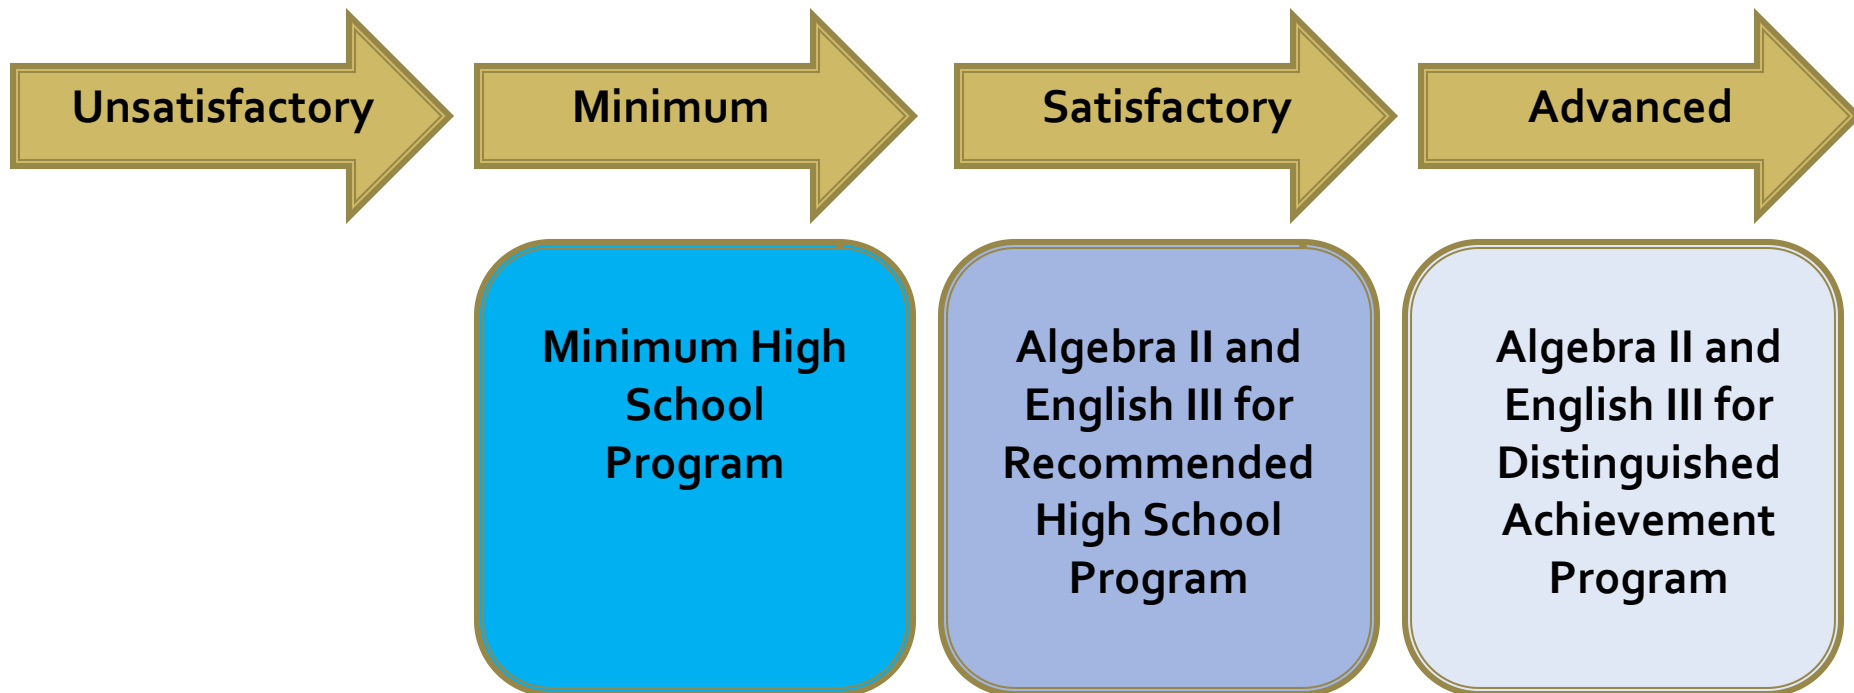 Unsatisfactory
Minimum
Satisfactory
Advanced
Minimum High
School
Program
Algebra II and
English III for
Recommended
High School
Program
Algebra II and
English III for
Distinguished
Achievement
Program